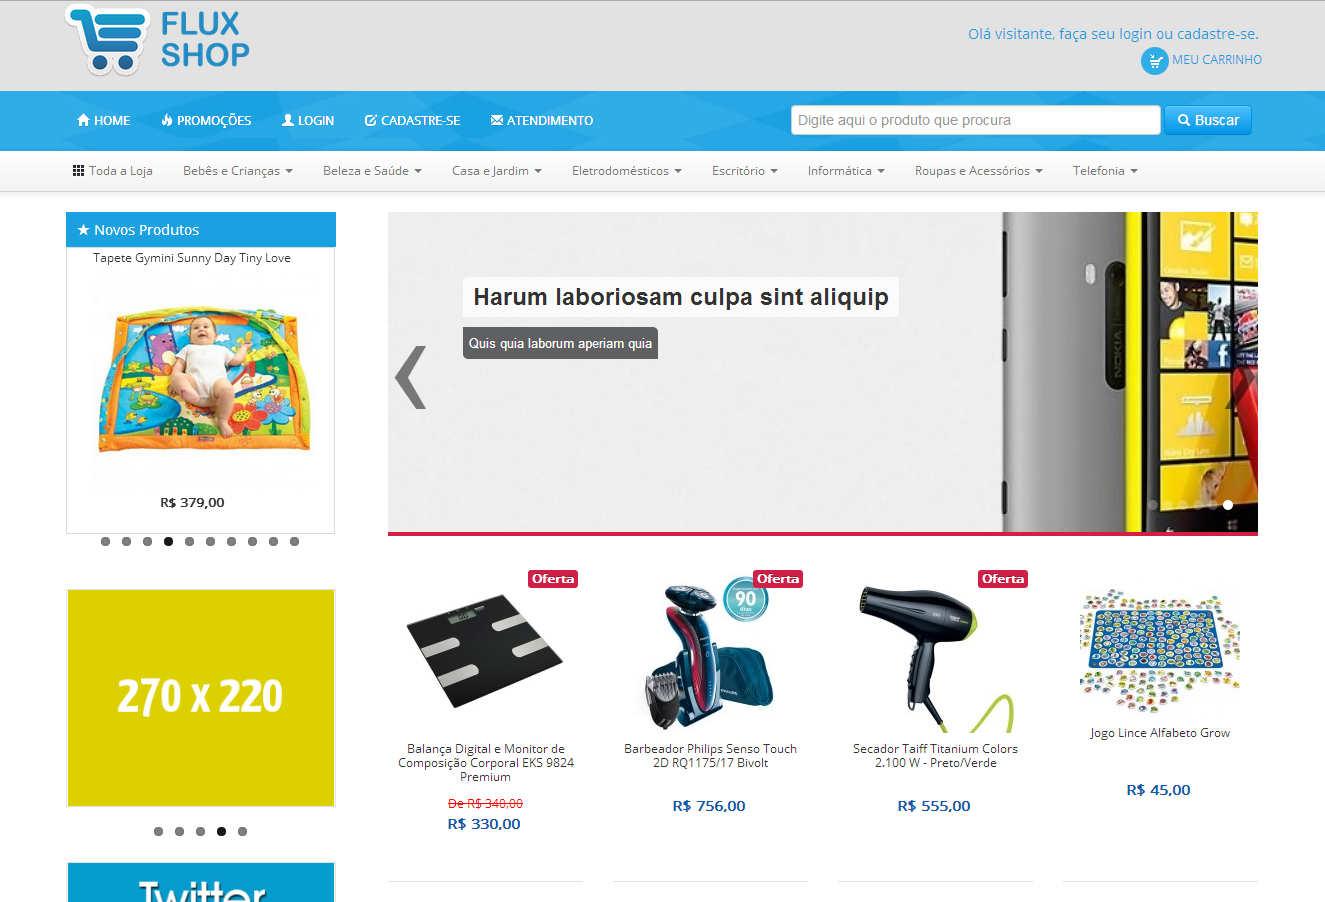 FLUX
SHOP
Olá visitante, faça seu login ou cadastre-se.
MEU CARRINHO
HOME PROMOÇÕES LOGIN CADASTRE-SE ATENDIMENTO
Digite aqui o produto que procura Buscar
Toda a Loja Bebês e Crianças Beleza e Saúde Casa e Jardim Eletrodomésticos Escritório Informática Roupas e Acessórios Telefonia
Novos Produtos
Tapete Gymini Sunny Day Tiny Love
R$ 379,00
Harum laboriosam culpa sint aliquip
Quis quia laborum aperiam quia
NOKIA
270 x 220
Twitter
Oferta
Balança Digital e Monitor de
Composição Corporal EKS 9824
Premium
De R$ 340,00
R$ 330,00
Oferta
90
dias
Barbeador Philips Senso Touch
2D RQ1175/17 Bivolt
R$ 756,00
Oferta
Secador Taiff Titanium Colors
2.100 W - Preto/Verde
R$ 555,00
Jogo Lince Alfabeto Grow
R$ 45,00